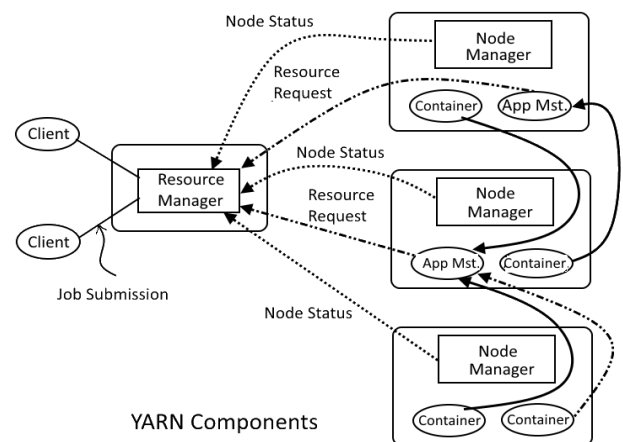 Node Status
Node
Manager
Resource
Request
Container
App Mst.
Client
Node Status
Resource
Manager
Node
Manager
Resource
Request
Client
App Mst.
Container
Job Submission
Node Status
Node
Manager
YARN Components
Container
Container